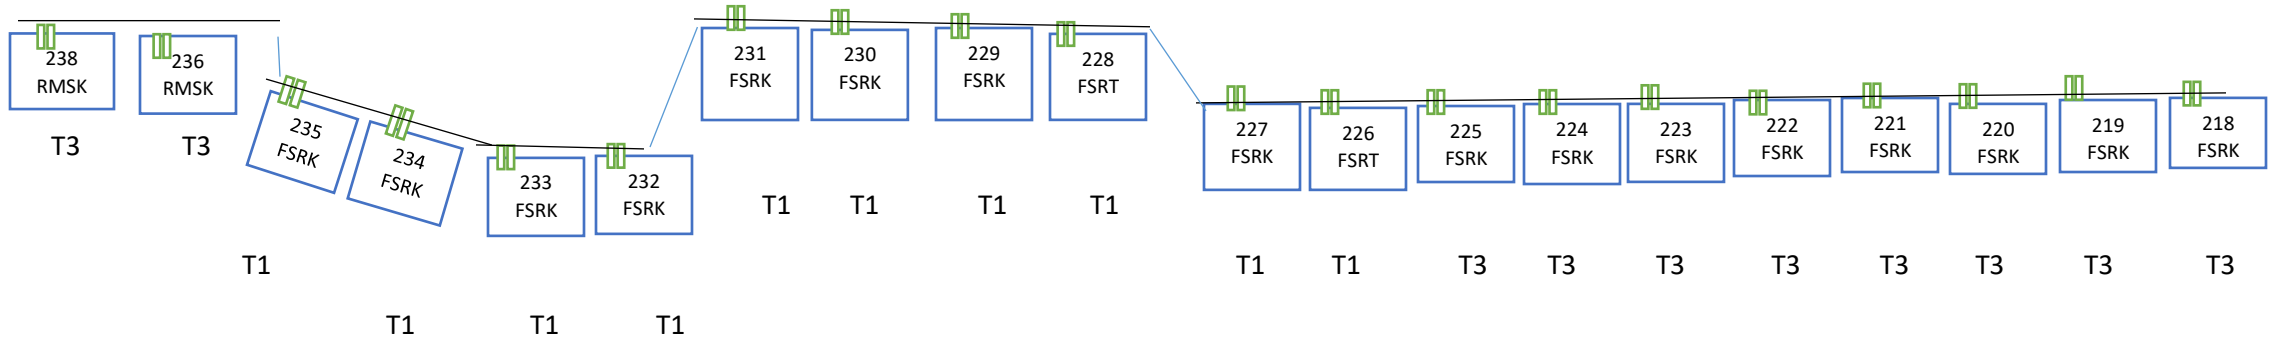 238
RMSK
236
RMSK
235
FSRK
234
FSRK
233
FSRK
232
FSRK
231
FSRK
230
FSRK
229
FSRK
228
FSRT
227
FSRK
226
FSRT
225
FSRK
224
FSRK
223
FSRK
222
FSRK
221
FSRK
220
FSRK
219
FSRK
218
FSRK
T3
T3
T1
T1
T1
T1
T1
T1
T1
T1
T1
T1
T3
T3
T3
T3
T3
T3
T3
T3